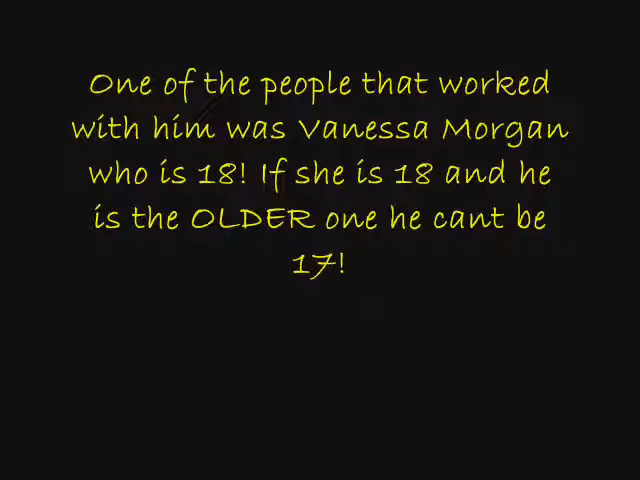 One of the people that worked
with him was Vanessa Morgan
who is 18! If she is 18 and he
is the OLDER one he cant be
17!